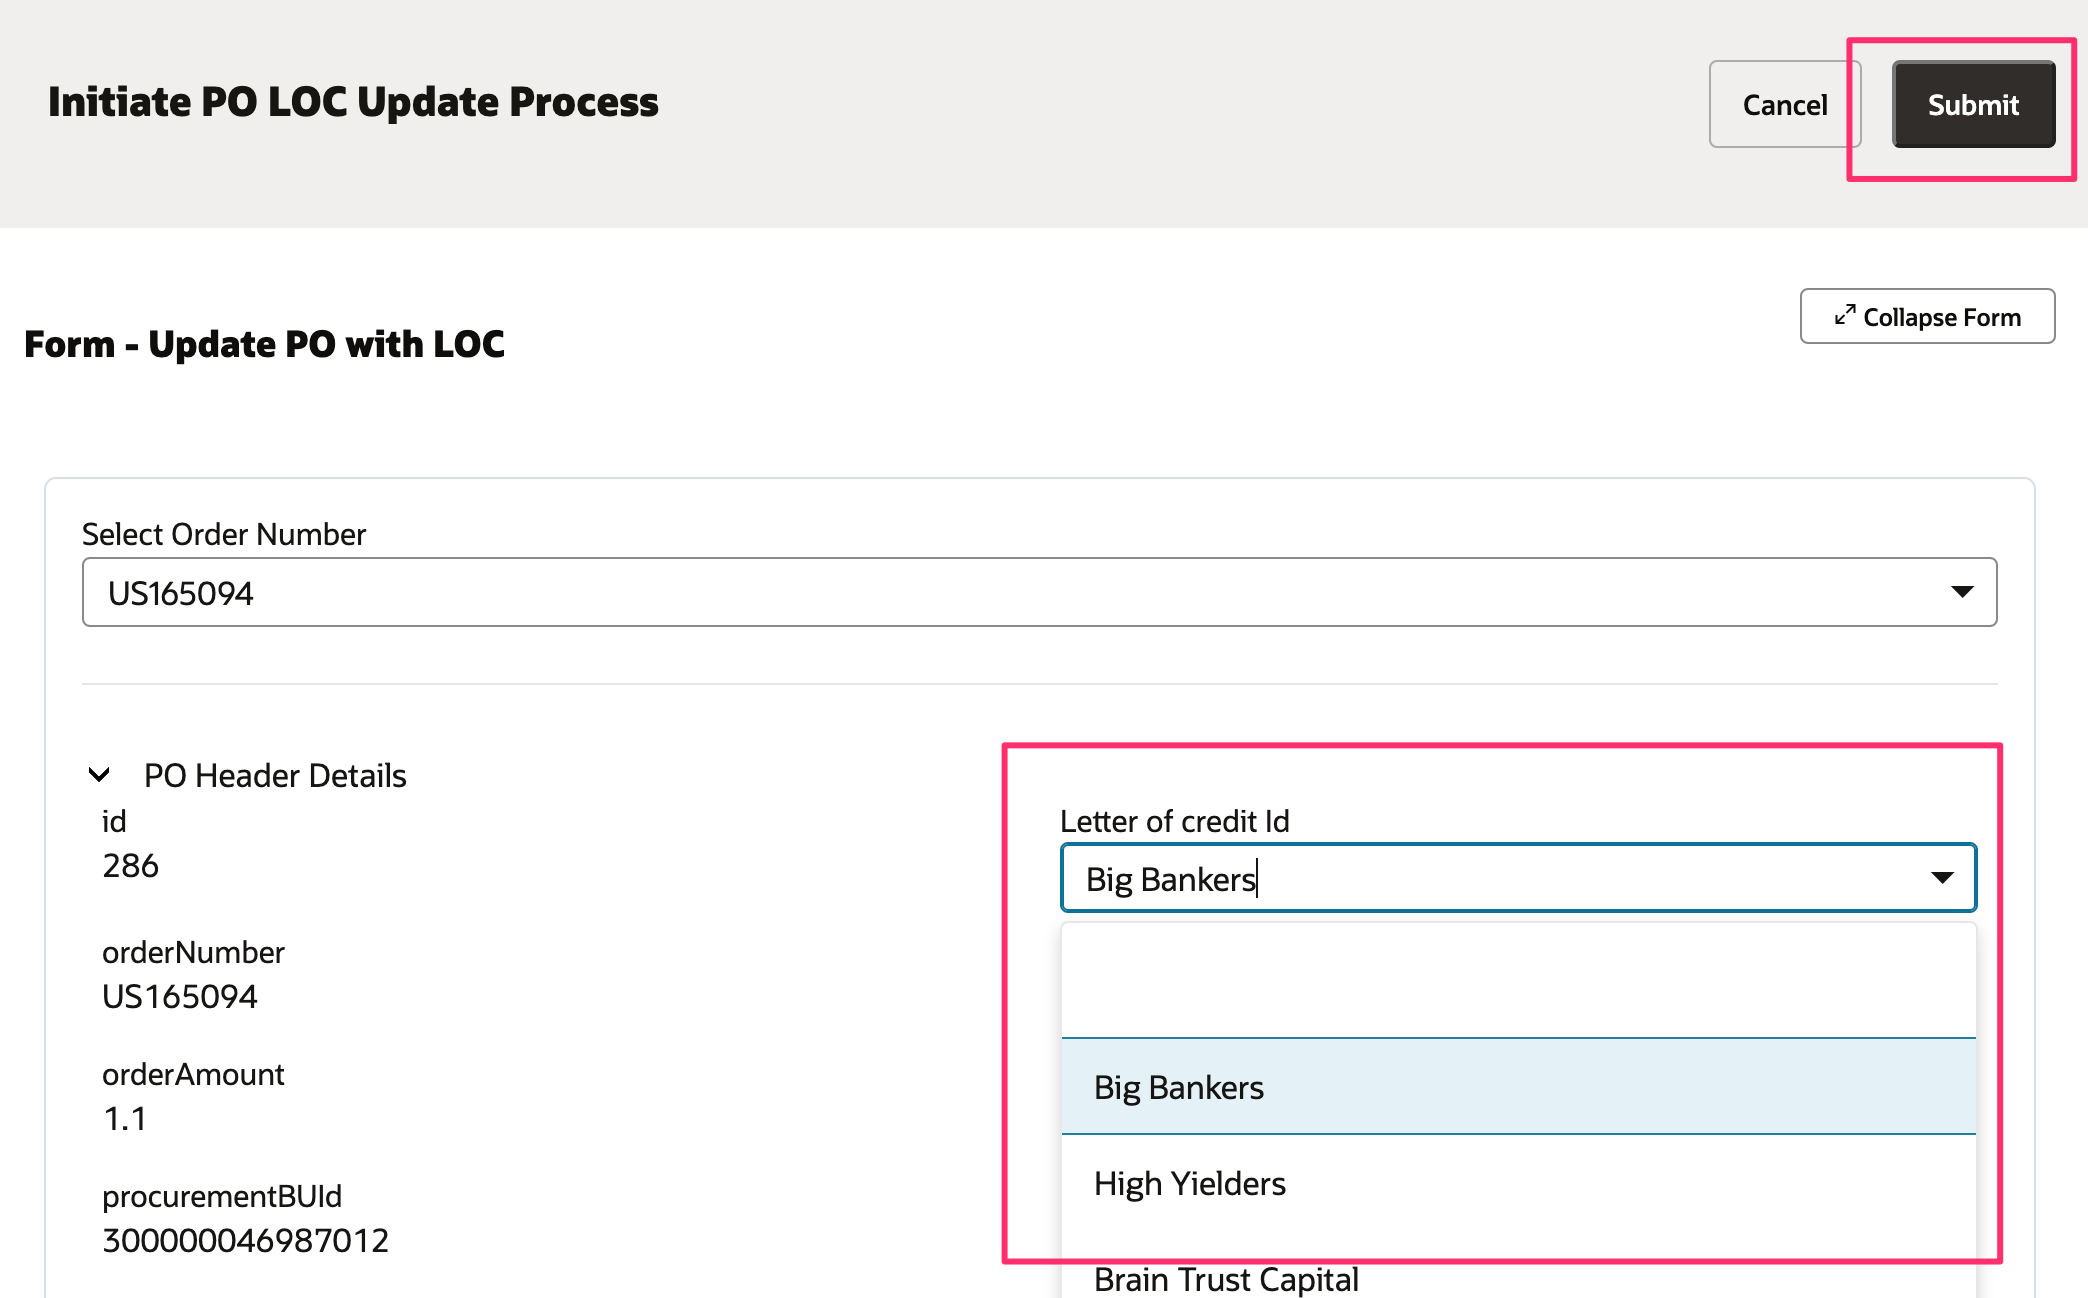 Initiate PO LOC Update Process
Cancel
Submit
Collapse Form
Form - Update PO with LOC
Select Order Number
US165094
PO Header Details
id
286
orderNumber
US165094
orderAmount
1.1
procurementBUId
300000046987012
Letter of credit Id
Big Bankers
Big Bankers
High Yielders
Brain Trust Capital